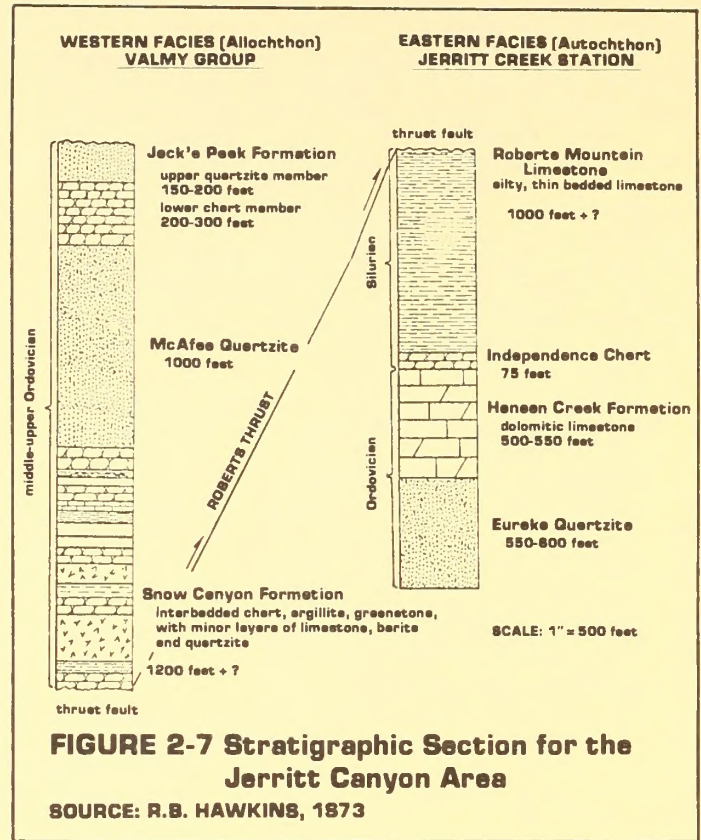 WESTERN FACIES (Allochthon)
VALMY GROUP
Jack's Peak Formation
upper quartzite member
150-200 feet
lower chert member
200-300 feet
McAfee Quartzite
1000 feet
middle-upper Ordovician
Snow Canyon Formation
Interbedded chert, argillite, greenstone,
with minor layers of limestone, barite
and quartzite
1200 feet + ?
thrust fault
ROBERTS THRUST
EASTERN FACIES (Autochthon)
JERRITT CREEK STATION
thrust fault
Roberts Mountain
Limestone
silty, thin bedded limestone
1000 feet + ?
Silurian
Independence Chert
75 feet
Hansen Creek Formation
dolomitic limestone
500-550 feet
Ordovician
Eureka Quartzite
550-600 feet
SCALE: 1" = 500 feet
FIGURE 2-7 Stratigraphic Section for the
Jerritt Canyon Area
SOURCE: R.B. HAWKINS, 1973